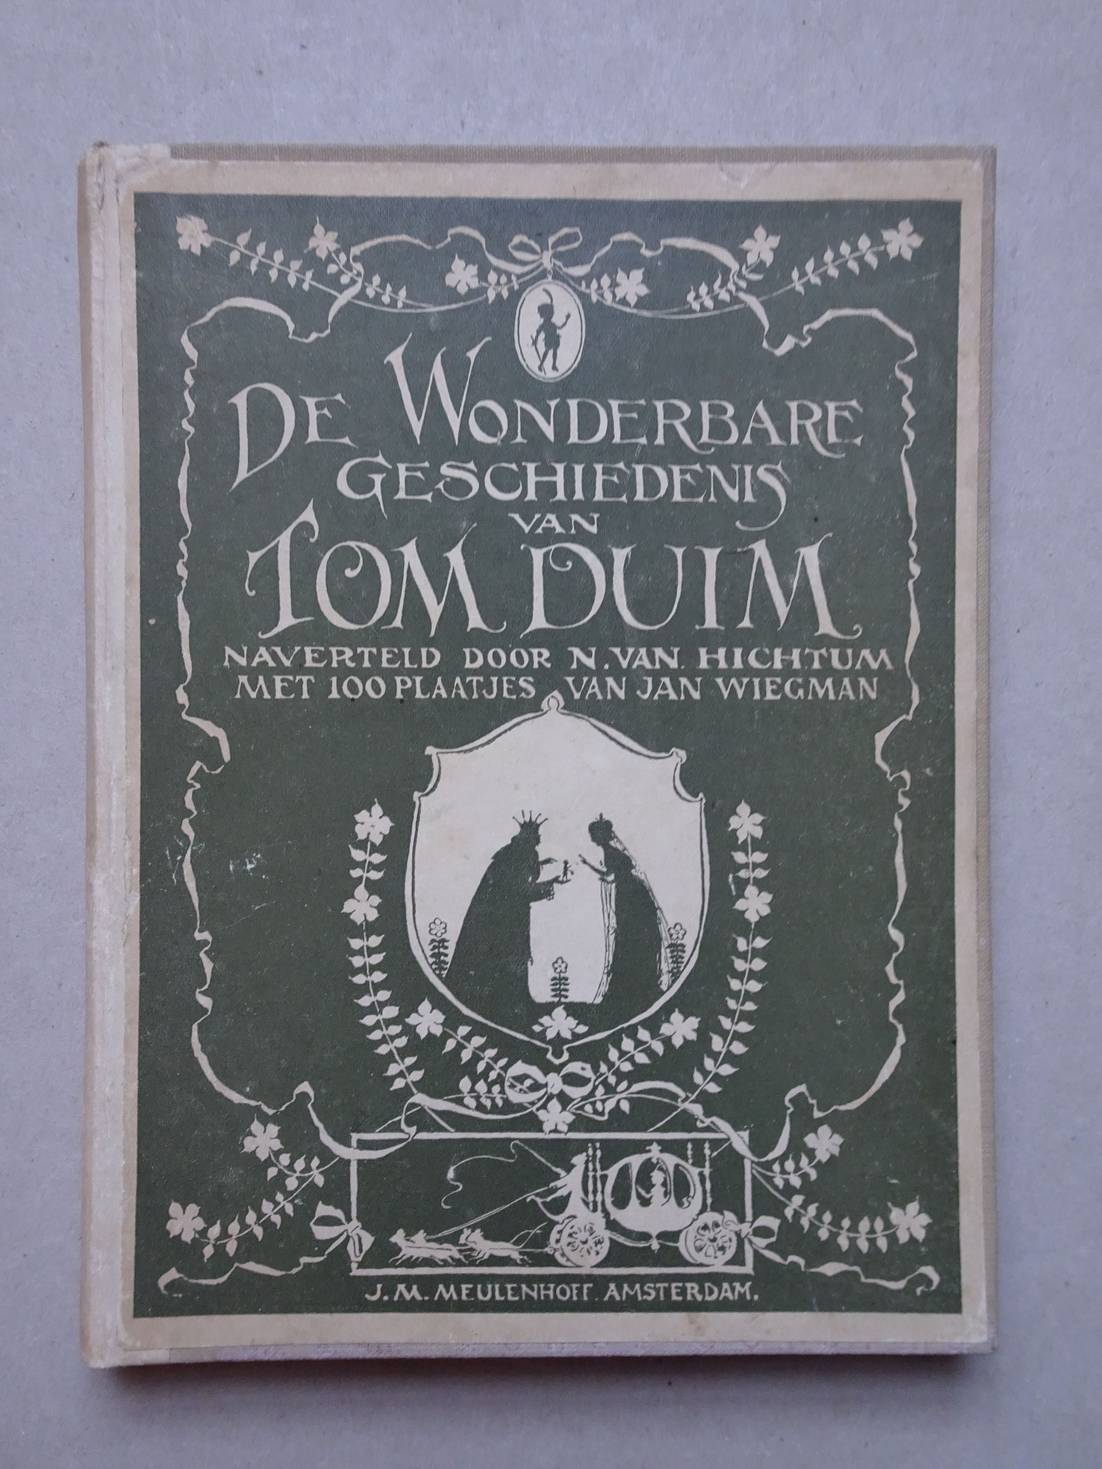 DE WONDERBARE
GESCHIEDENIS
VAN
TOM DUIM
NAVERTELD DOOR N. VAN HICHTUM
MET 100 PLAATJES VAN JAN WIEGMAN
J. M. MEULENHOFF. AMSTERDAM.